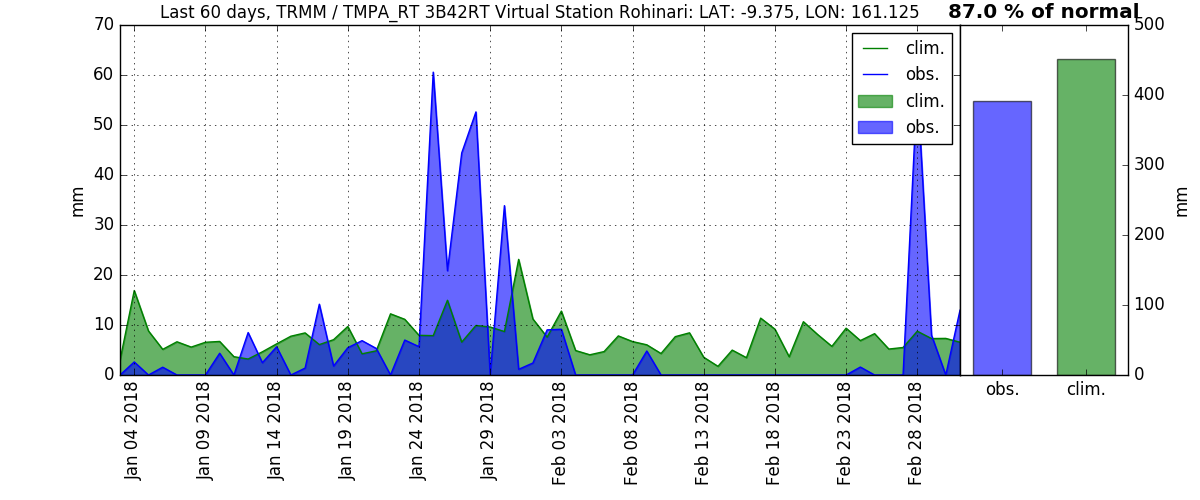 Last 60 days, TRMM / TMPA_RT 3B42RT Virtual Station Rohinari: LAT: -9.375, LON: 161.125
87.0 % of normal
70
60
50
40
30
20
10
0
mm
clim.
obs.
clim.
obs.
Jan 04 2018
Jan 09 2018
Jan 14 2018
Jan 19 2018
Jan 24 2018
Jan 29 2018
Feb 03 2018
Feb 08 2018
Feb 13 2018
Feb 18 2018
Feb 23 2018
Feb 28 2018
500
400
300
200
100
0
mm
obs.
clim.